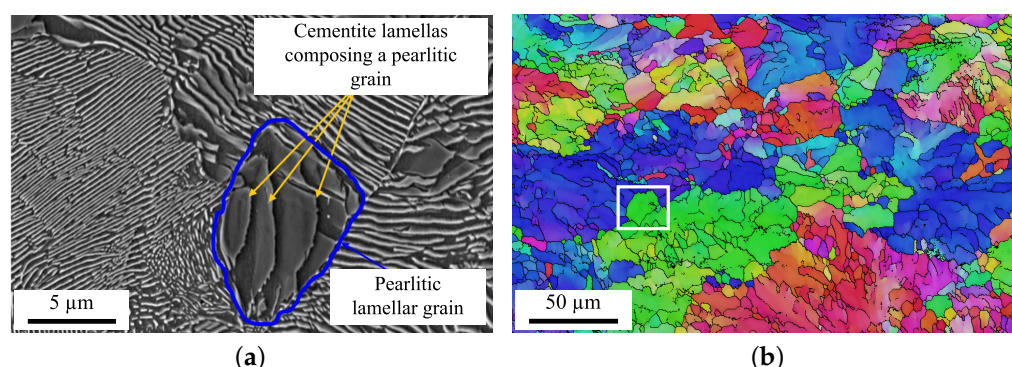 Cementite lamellas
composing a pearlitic
grain
Pearlitic
lamellar grain
5 µm
50 µm
(a)
(b)